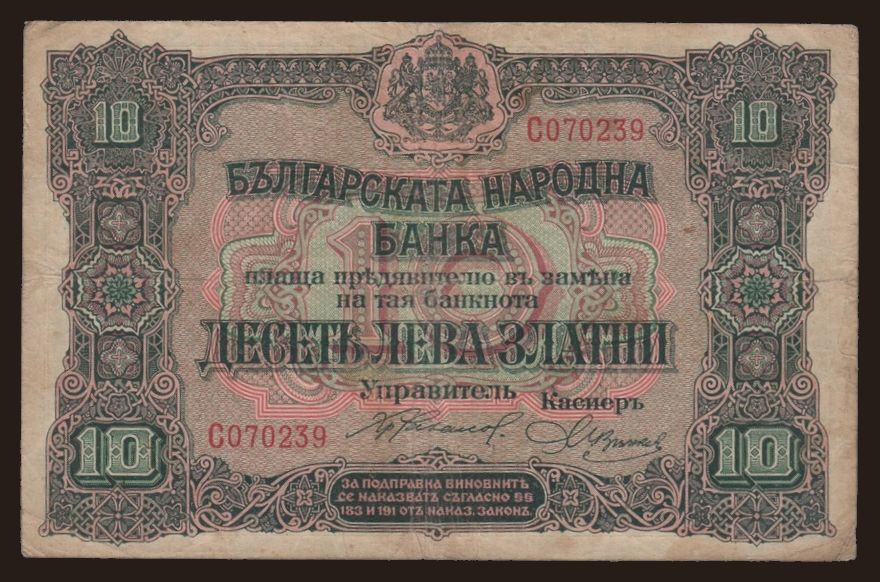 10 10
С070239
БЪЛГАРСКАТА НАРОДНА
БАНКА
плаща прѣдявително въ замѣна
на тая банкнота
ДЕСЕТЬ ЛЕВА ЗЛАТНИ
Управитель Касиеръ
С070239
10 10
ЗА ПОДПРАВКА ВИНОВНИТѢ
СЕ НАКАЗВАТЪ СЪГЛАСНО §§
183 И 191 ОТЪ НАКАЗ. ЗАКОНЪ.